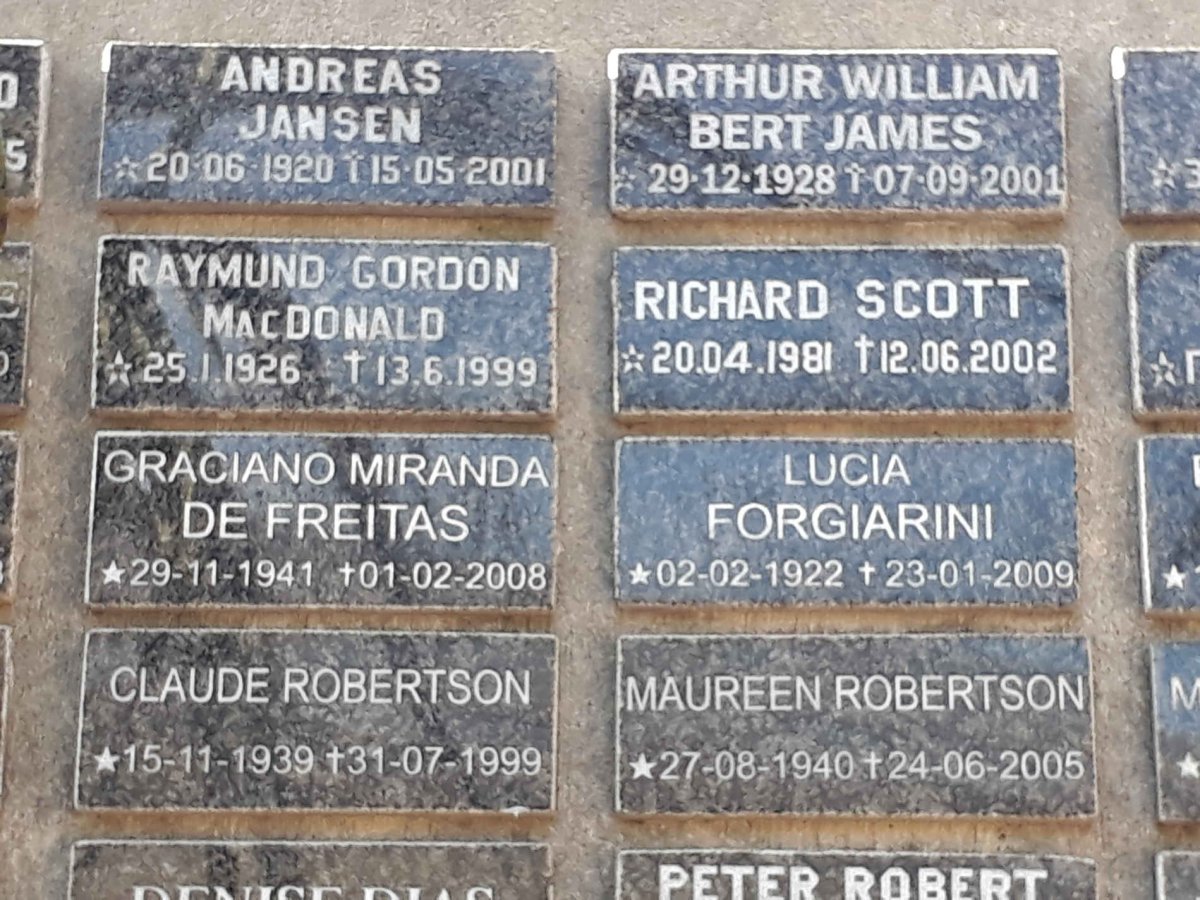 ANDREAS
JANSEN
☆20·06·1920 †15·05·2001
ARTHUR WILLIAM
BERT JAMES
☆ 29·12·1928 †07·09·2001
RAYMUND GORDON
MACDONALD
☆25.1.1926 †13.6.1999
RICHARD SCOTT
☆20.04.1981 †12.06.2002
GRACIANO MIRANDA
DE FREITAS
★29-11-1941 †01-02-2008
LUCIA
FORGIARINI
★02-02-1922 †23-01-2009
CLAUDE ROBERTSON
★15-11-1939 †31-07-1999
MAUREEN ROBERTSON
★27-08-1940 †24-06-2005
DENISE DIAS
PETER ROBERT